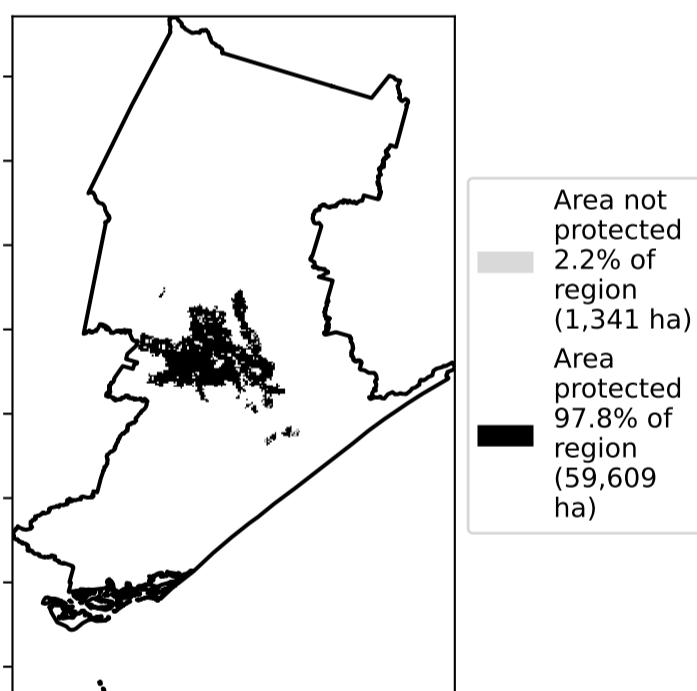 Area not
protected
2.2% of
region
(1,341 ha)
Area
protected
97.8% of
region
(59,609
ha)